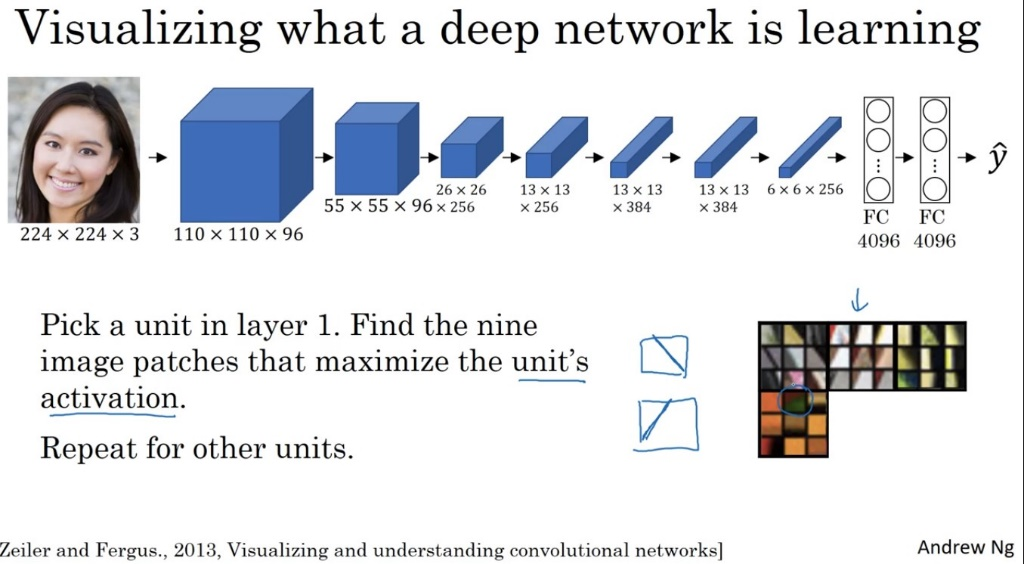 Visualizing what a deep network is learning
224 × 224 × 3
110 × 110 × 96
55 × 55 × 96
26 × 26
× 256
13 × 13
× 256
13 × 13
× 384
13 × 13
× 384
6 × 6 × 256
FC
4096
FC
4096
ŷ
Pick a unit in layer 1. Find the nine
image patches that maximize the unit's
activation.
Repeat for other units.
Zeiler and Fergus., 2013, Visualizing and understanding convolutional networks]
Andrew Ng